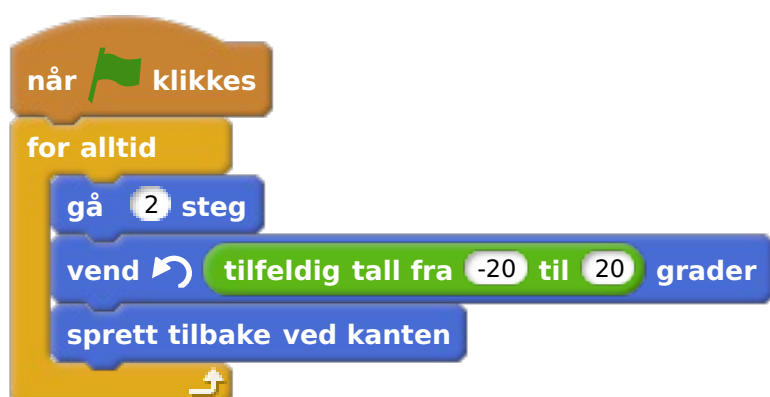 når klikkes
for alltid
gå 2 steg
vend tilfeldig tall fra -20 til 20 grader
sprett tilbake ved kanten